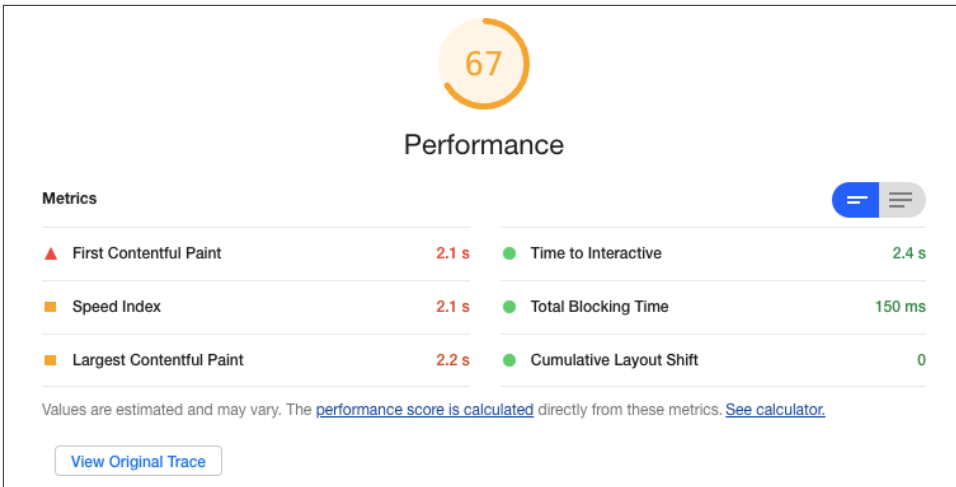 67
Performance
Metrics
First Contentful Paint 2.1 s
Time to Interactive 2.4 s
Speed Index 2.1 s
Total Blocking Time 150 ms
Largest Contentful Paint 2.2 s
Cumulative Layout Shift 0
Values are estimated and may vary. The performance score is calculated directly from these metrics. See calculator.
View Original Trace